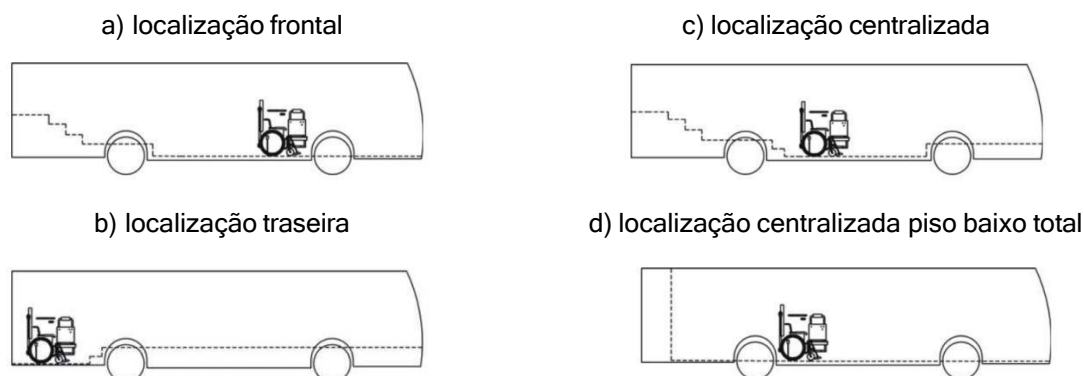 a) localização frontal
c) localização centralizada
b) localização traseira
d) localização centralizada piso baixo total